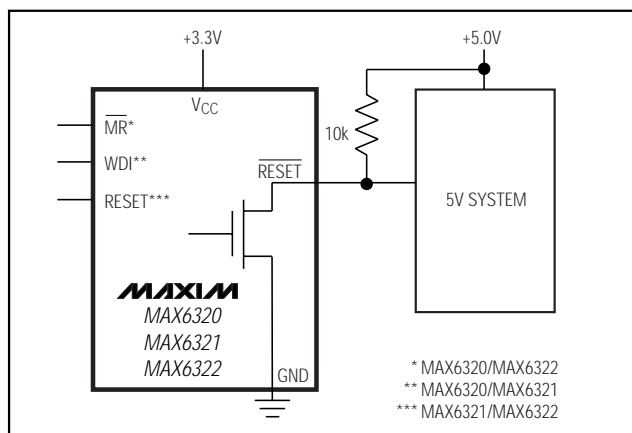 +3.3V
+5.0V
VCC
MR*
10k
WDI**
RESET
RESET***
5V SYSTEM
MAXIM
MAX6320
MAX6321
MAX6322
GND
* MAX6320/MAX6322
** MAX6320/MAX6321
*** MAX6321/MAX6322